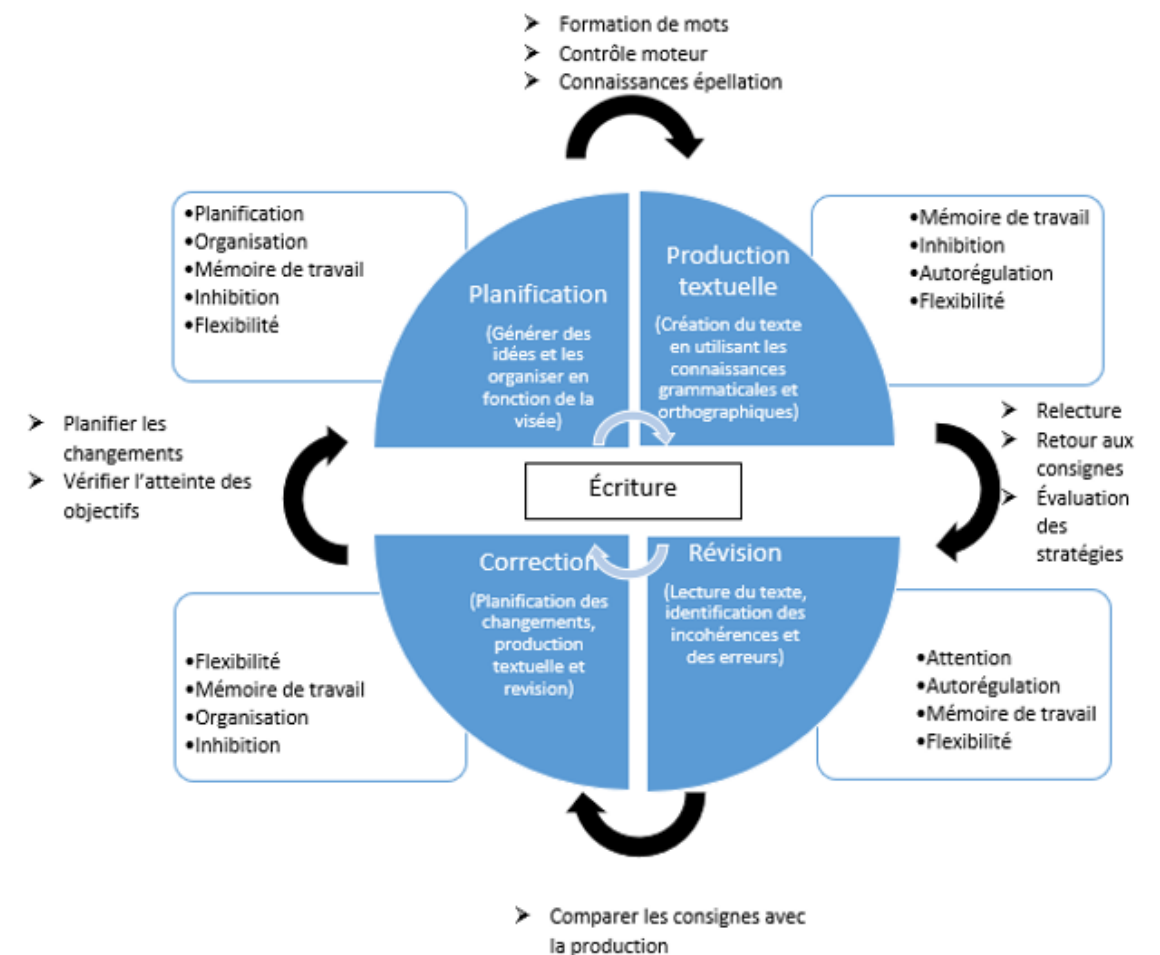 ➤ Formation de mots
➤ Contrôle moteur
➤ Connaissances épellation
•Planification
•Organisation
•Mémoire de travail
•Inhibition
•Flexibilité
Planification
(Générer des
idées et les
organiser en
fonction de la
visée)
Production
textuelle
(Création du texte
en utilisant les
connaissances
grammaticales et
orthographiques)
•Mémoire de travail
•Inhibition
•Autorégulation
•Flexibilité
➤ Planifier les
changements
➤ Vérifier l’atteinte des
objectifs
Écriture
➤ Relecture
➤ Retour aux
consignes
➤ Évaluation
des
stratégies
•Flexibilité
•Mémoire de travail
•Organisation
•Inhibition
Correction
(Planification des
changements,
production
textuelle et
revision)
Révision
(Lecture du texte,
identification des
incohérences et
des erreurs)
•Attention
•Autorégulation
•Mémoire de travail
•Flexibilité
➤ Comparer les consignes avec
la production